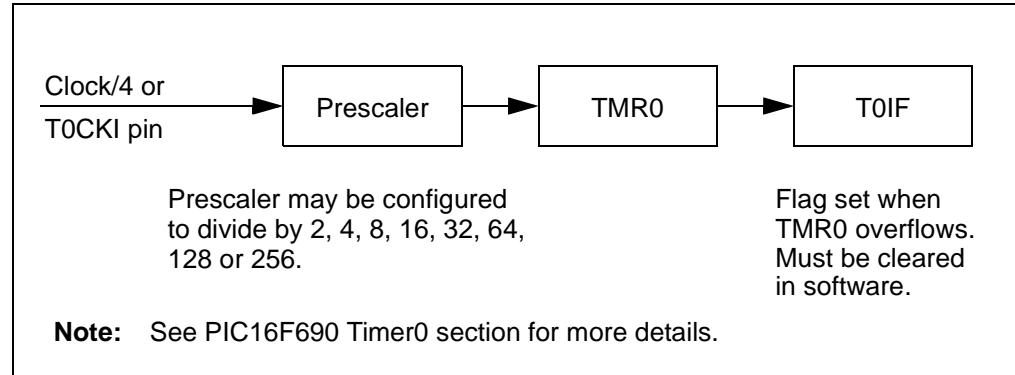 Clock/4 or
T0CKI pin
Prescaler
TMR0
T0IF
Prescaler may be configured
to divide by 2, 4, 8, 16, 32, 64,
128 or 256.
Flag set when
TMR0 overflows.
Must be cleared
in software.
Note: See PIC16F690 Timer0 section for more details.